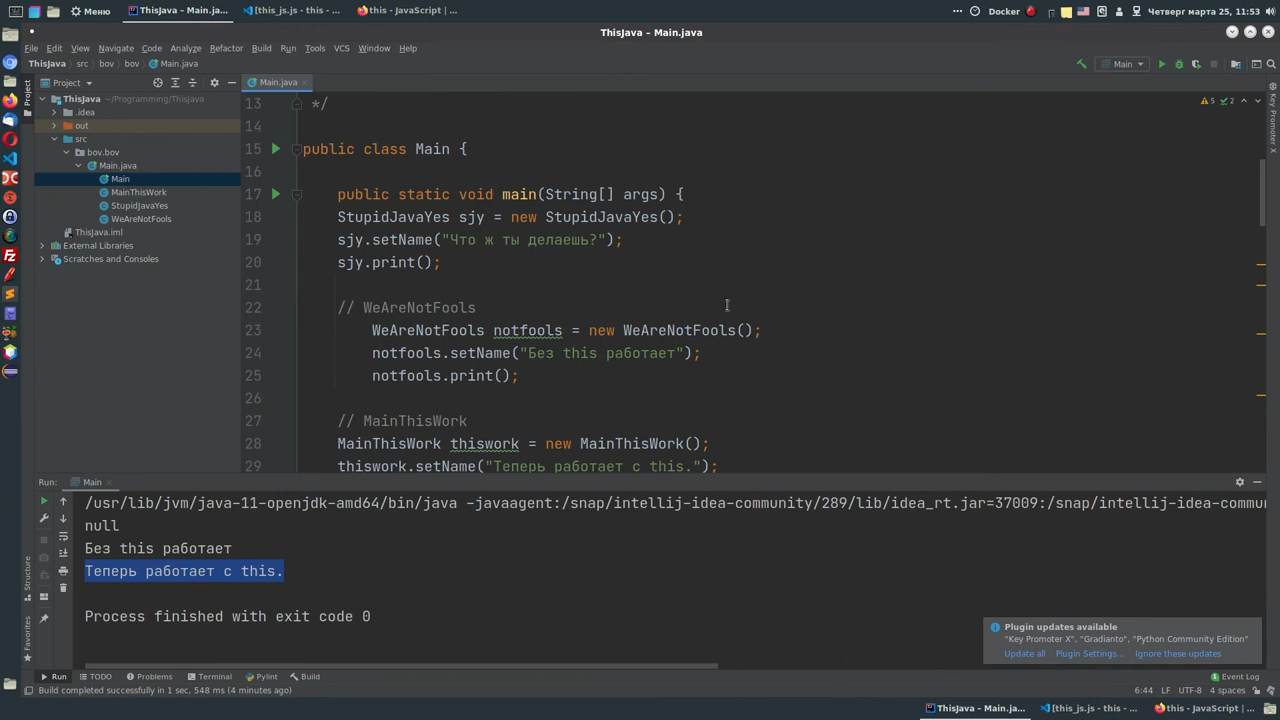 Меню
ThisJava – Main.java
[this_js.js - this - ...
this - JavaScript | ...
Docker
Четверг марта 25, 11:53
ThisJava – Main.java
File Edit View Navigate Code Analyze Refactor Build Run Tools VCS Window Help
ThisJava src bov bov Main.java
Main
Project
Main.java
Project
ThisJava ~/Programming/ThisJava
.idea
out
src
bov.bov
Main.java
Main
MainThisWork
StupidJavaYes
WeAreNotFools
ThisJava.iml
External Libraries
Scratches and Consoles
Key Promoter X
5 2
13 */
14
15 public class Main {
16
17 public static void main(String[] args) {
18 StupidJavaYes sjy = new StupidJavaYes();
19 sjy.setName("Что ж ты делаешь?");
20 sjy.print();
21
22 // WeAreNotFools
23 WeAreNotFools notfools = new WeAreNotFools();
24 notfools.setName("Без this работает");
25 notfools.print();
26
27 // MainThisWork
28 MainThisWork thiswork = new MainThisWork();
29 thiswork.setName("Теперь работает с this.");
Run: Main
/usr/lib/jvm/java-11-openjdk-amd64/bin/java -javaagent:/snap/intellij-idea-community/289/lib/idea_rt.jar=37009:/snap/intellij-idea-commu
null
Без this работает
Теперь работает с this.
Process finished with exit code 0
Structure
Favorites
Plugin updates available
"Key Promoter X", "Gradianto", "Python Community Edition"
Update all Plugin Settings... Ignore these updates
Run TODO Problems Terminal Pylint Build
Event Log
Build completed successfully in 1 sec, 548 ms (4 minutes ago)
6:44 LF UTF-8 4 spaces
ThisJava – Main.ja...
[this_js.js - this - ...
this - JavaScript | ...